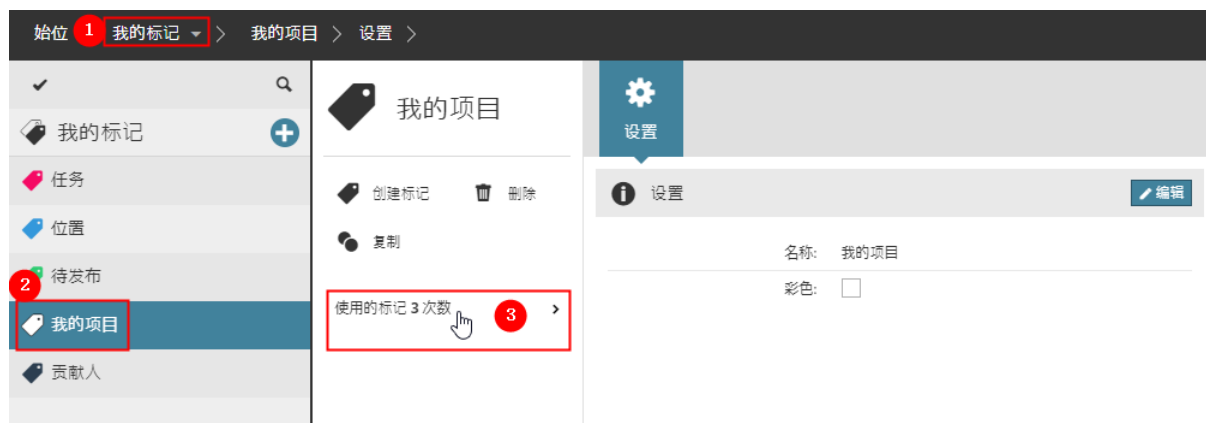 始位 1 我的标记 > 我的项目 > 设置 >
我的标记
任务
位置
2 待发布
我的项目
贡献人
我的项目
创建标记 删除
复制
使用的标记 3 次数 3 >
设置
设置 编辑
名称: 我的项目
彩色: